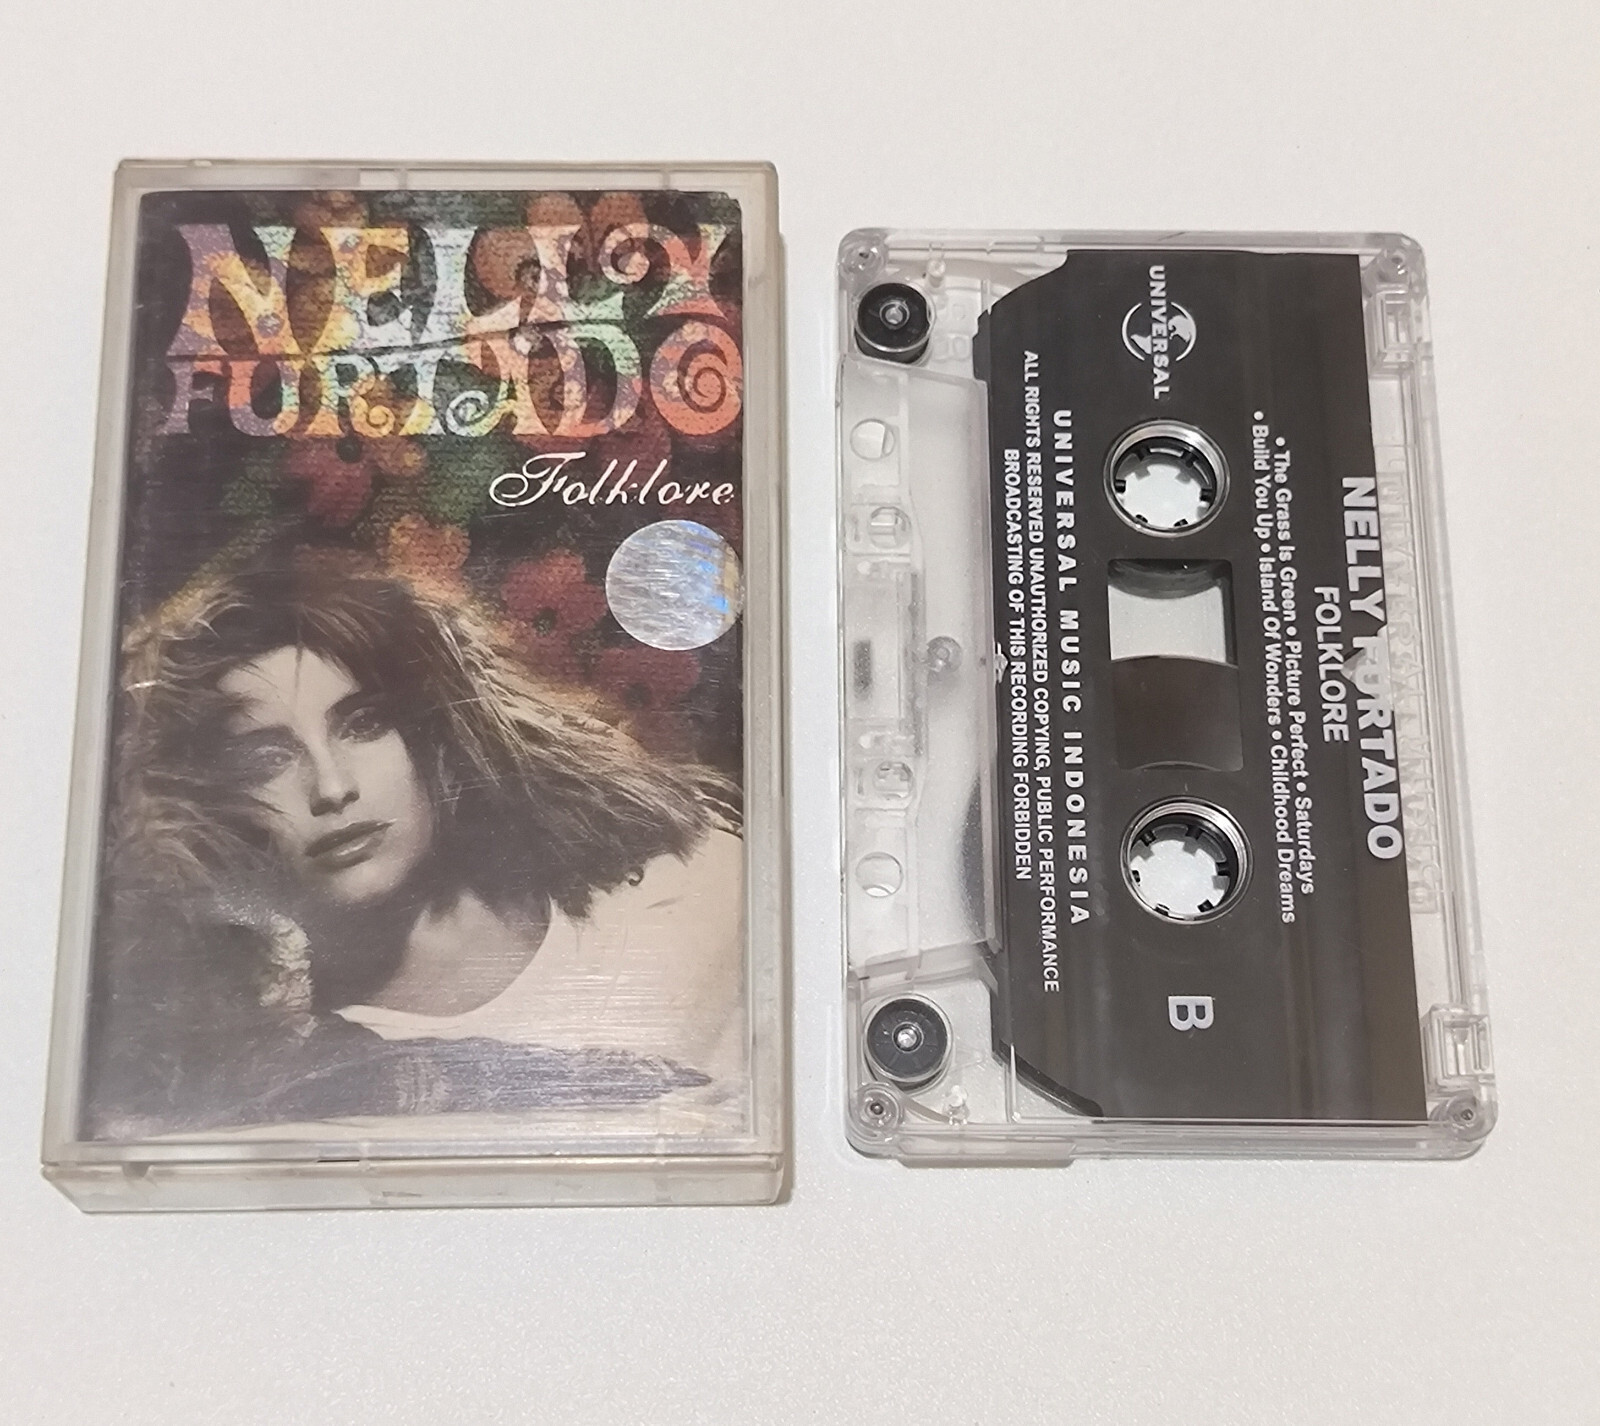 NELLY
FURTADO
Folklore
NELLY FURTADO
FOLKLORE
• The Grass Is Green • Picture Perfect • Saturdays
• Build You Up • Island Of Wonders • Childhood Dreams
UNIVERSAL
B
UNIVERSAL MUSIC INDONESIA
ALL RIGHTS RESERVED UNAUTHORIZED COPYING, PUBLIC PERFORMANCE
BROADCASTING OF THIS RECORDING FORBIDDEN